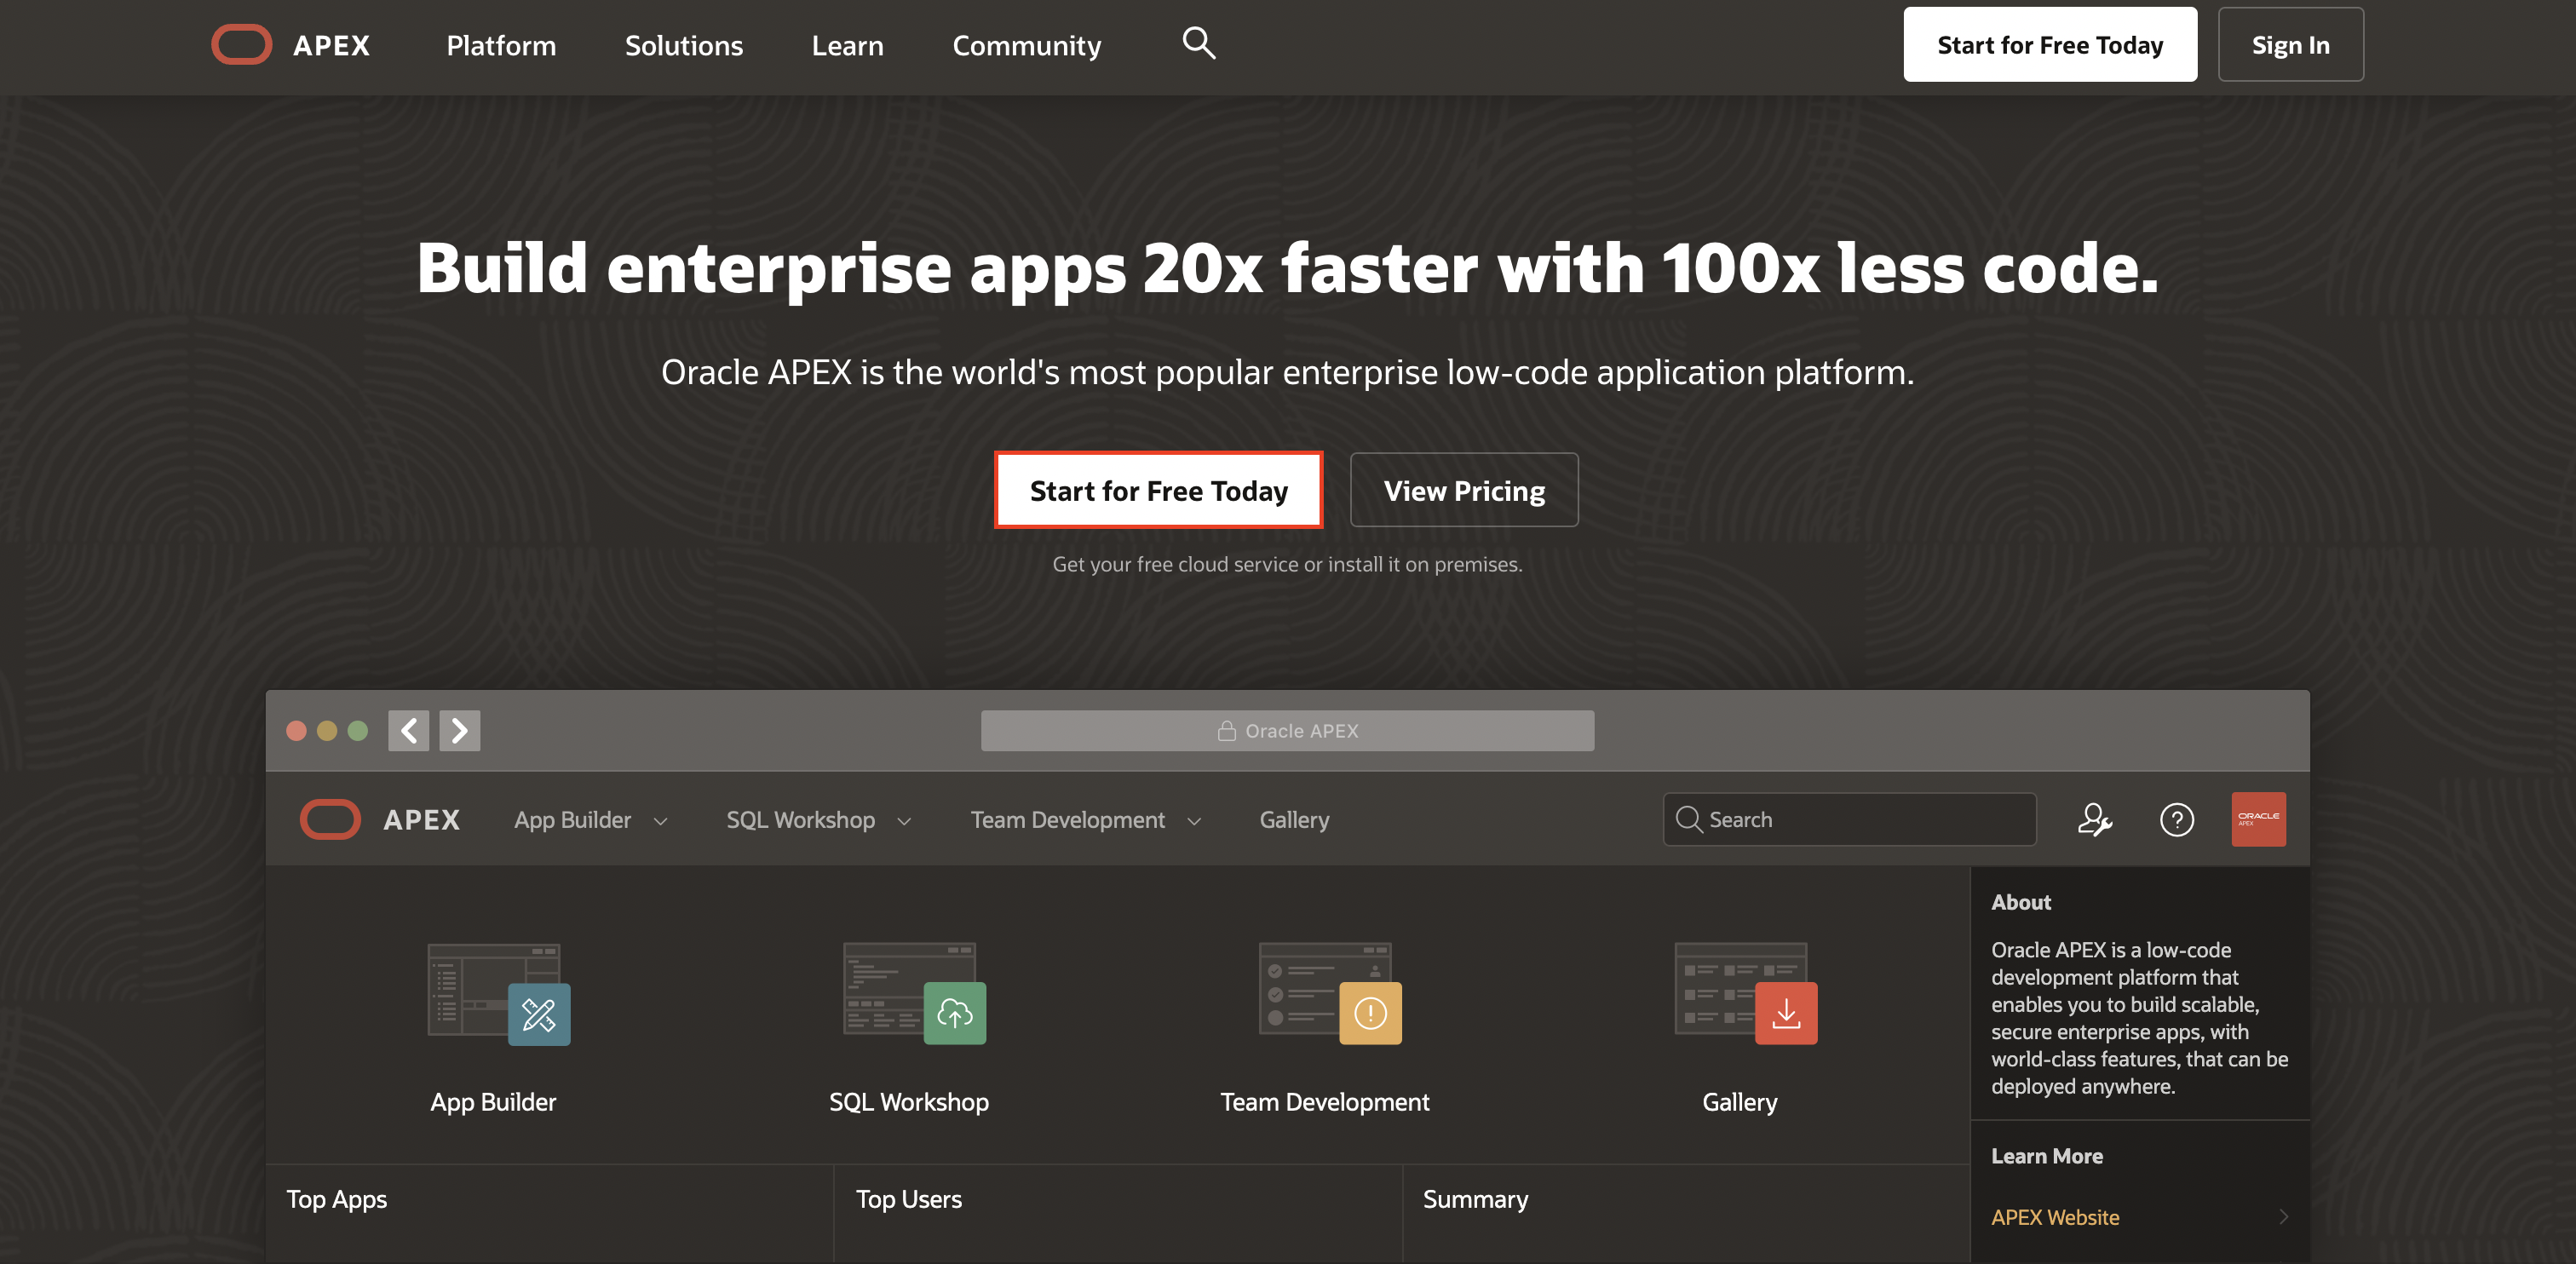 APEX Platform Solutions Learn Community Start for Free Today Sign In
Build enterprise apps 20x faster with 100x less code.
Oracle APEX is the world's most popular enterprise low-code application platform.
Start for Free Today View Pricing
Get your free cloud service or install it on premises.
Oracle APEX
APEX App Builder SQL Workshop Team Development Gallery Search ORACLE
APEX
App Builder SQL Workshop Team Development Gallery
About
Oracle APEX is a low-code
development platform that
enables you to build scalable,
secure enterprise apps, with
world-class features, that can be
deployed anywhere.
Learn More
APEX Website
Top Apps Top Users Summary